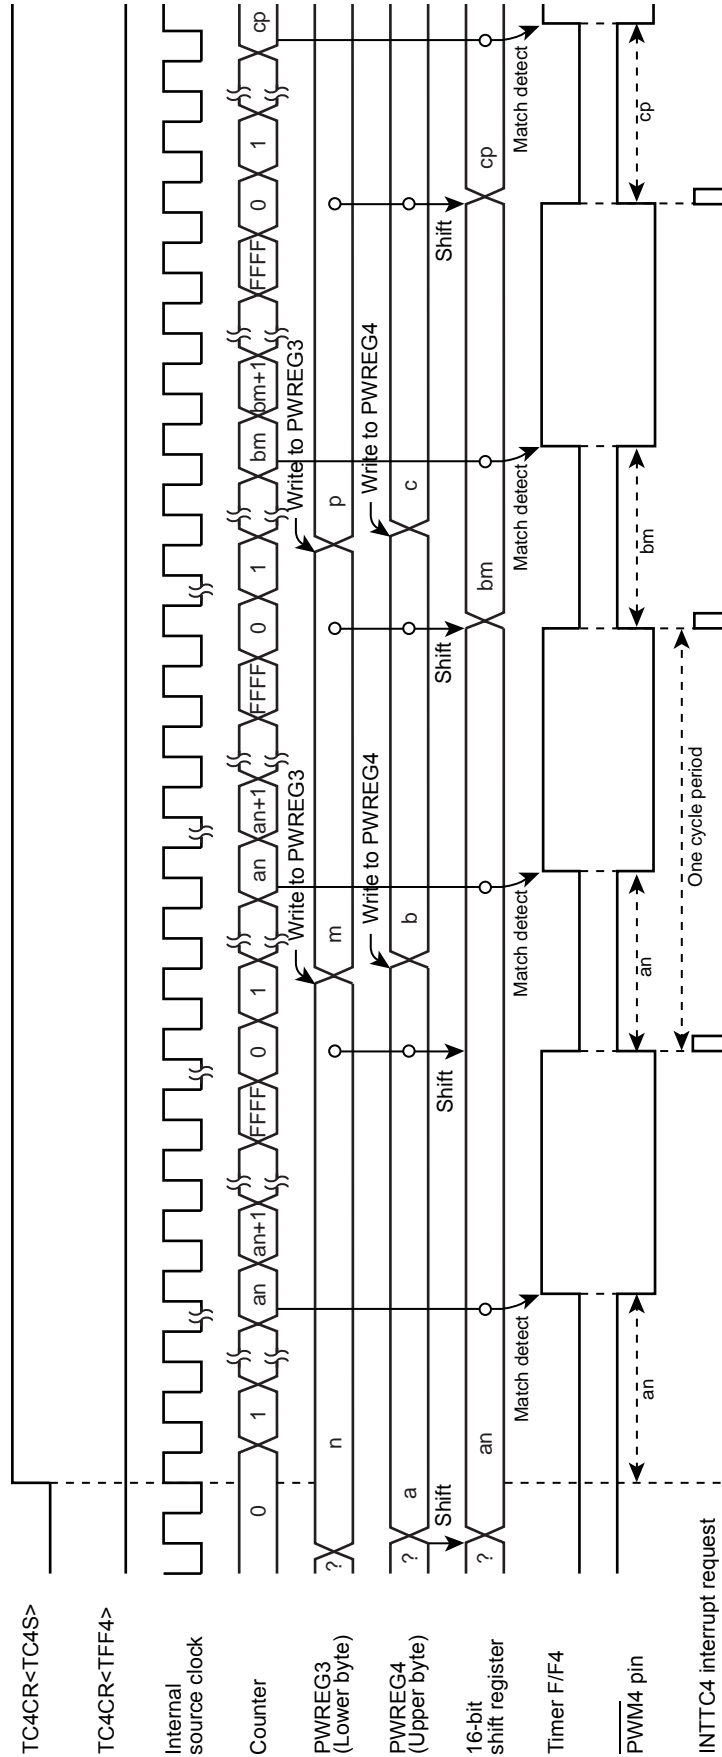 TC4CR<TC4S>
TC4CR<TFF4>
Internal
source clock
Counter
0 1 an an+1 FFFF 0 1 an an+1 FFFF 0 1 bm bm+1 FFFF 0 1 cp
Write to PWREG3
Write to PWREG3
PWREG3
(Lower byte)
? n m p
Write to PWREG4
Write to PWREG4
PWREG4
(Upper byte)
? a b c
Shift
Shift
Shift
Shift
16-bit
shift register
? an bm cp
Match detect
Match detect
Match detect
Match detect
Timer F/F4
PWM4 pin
an an bm cp
One cycle period
INTTC4 interrupt request